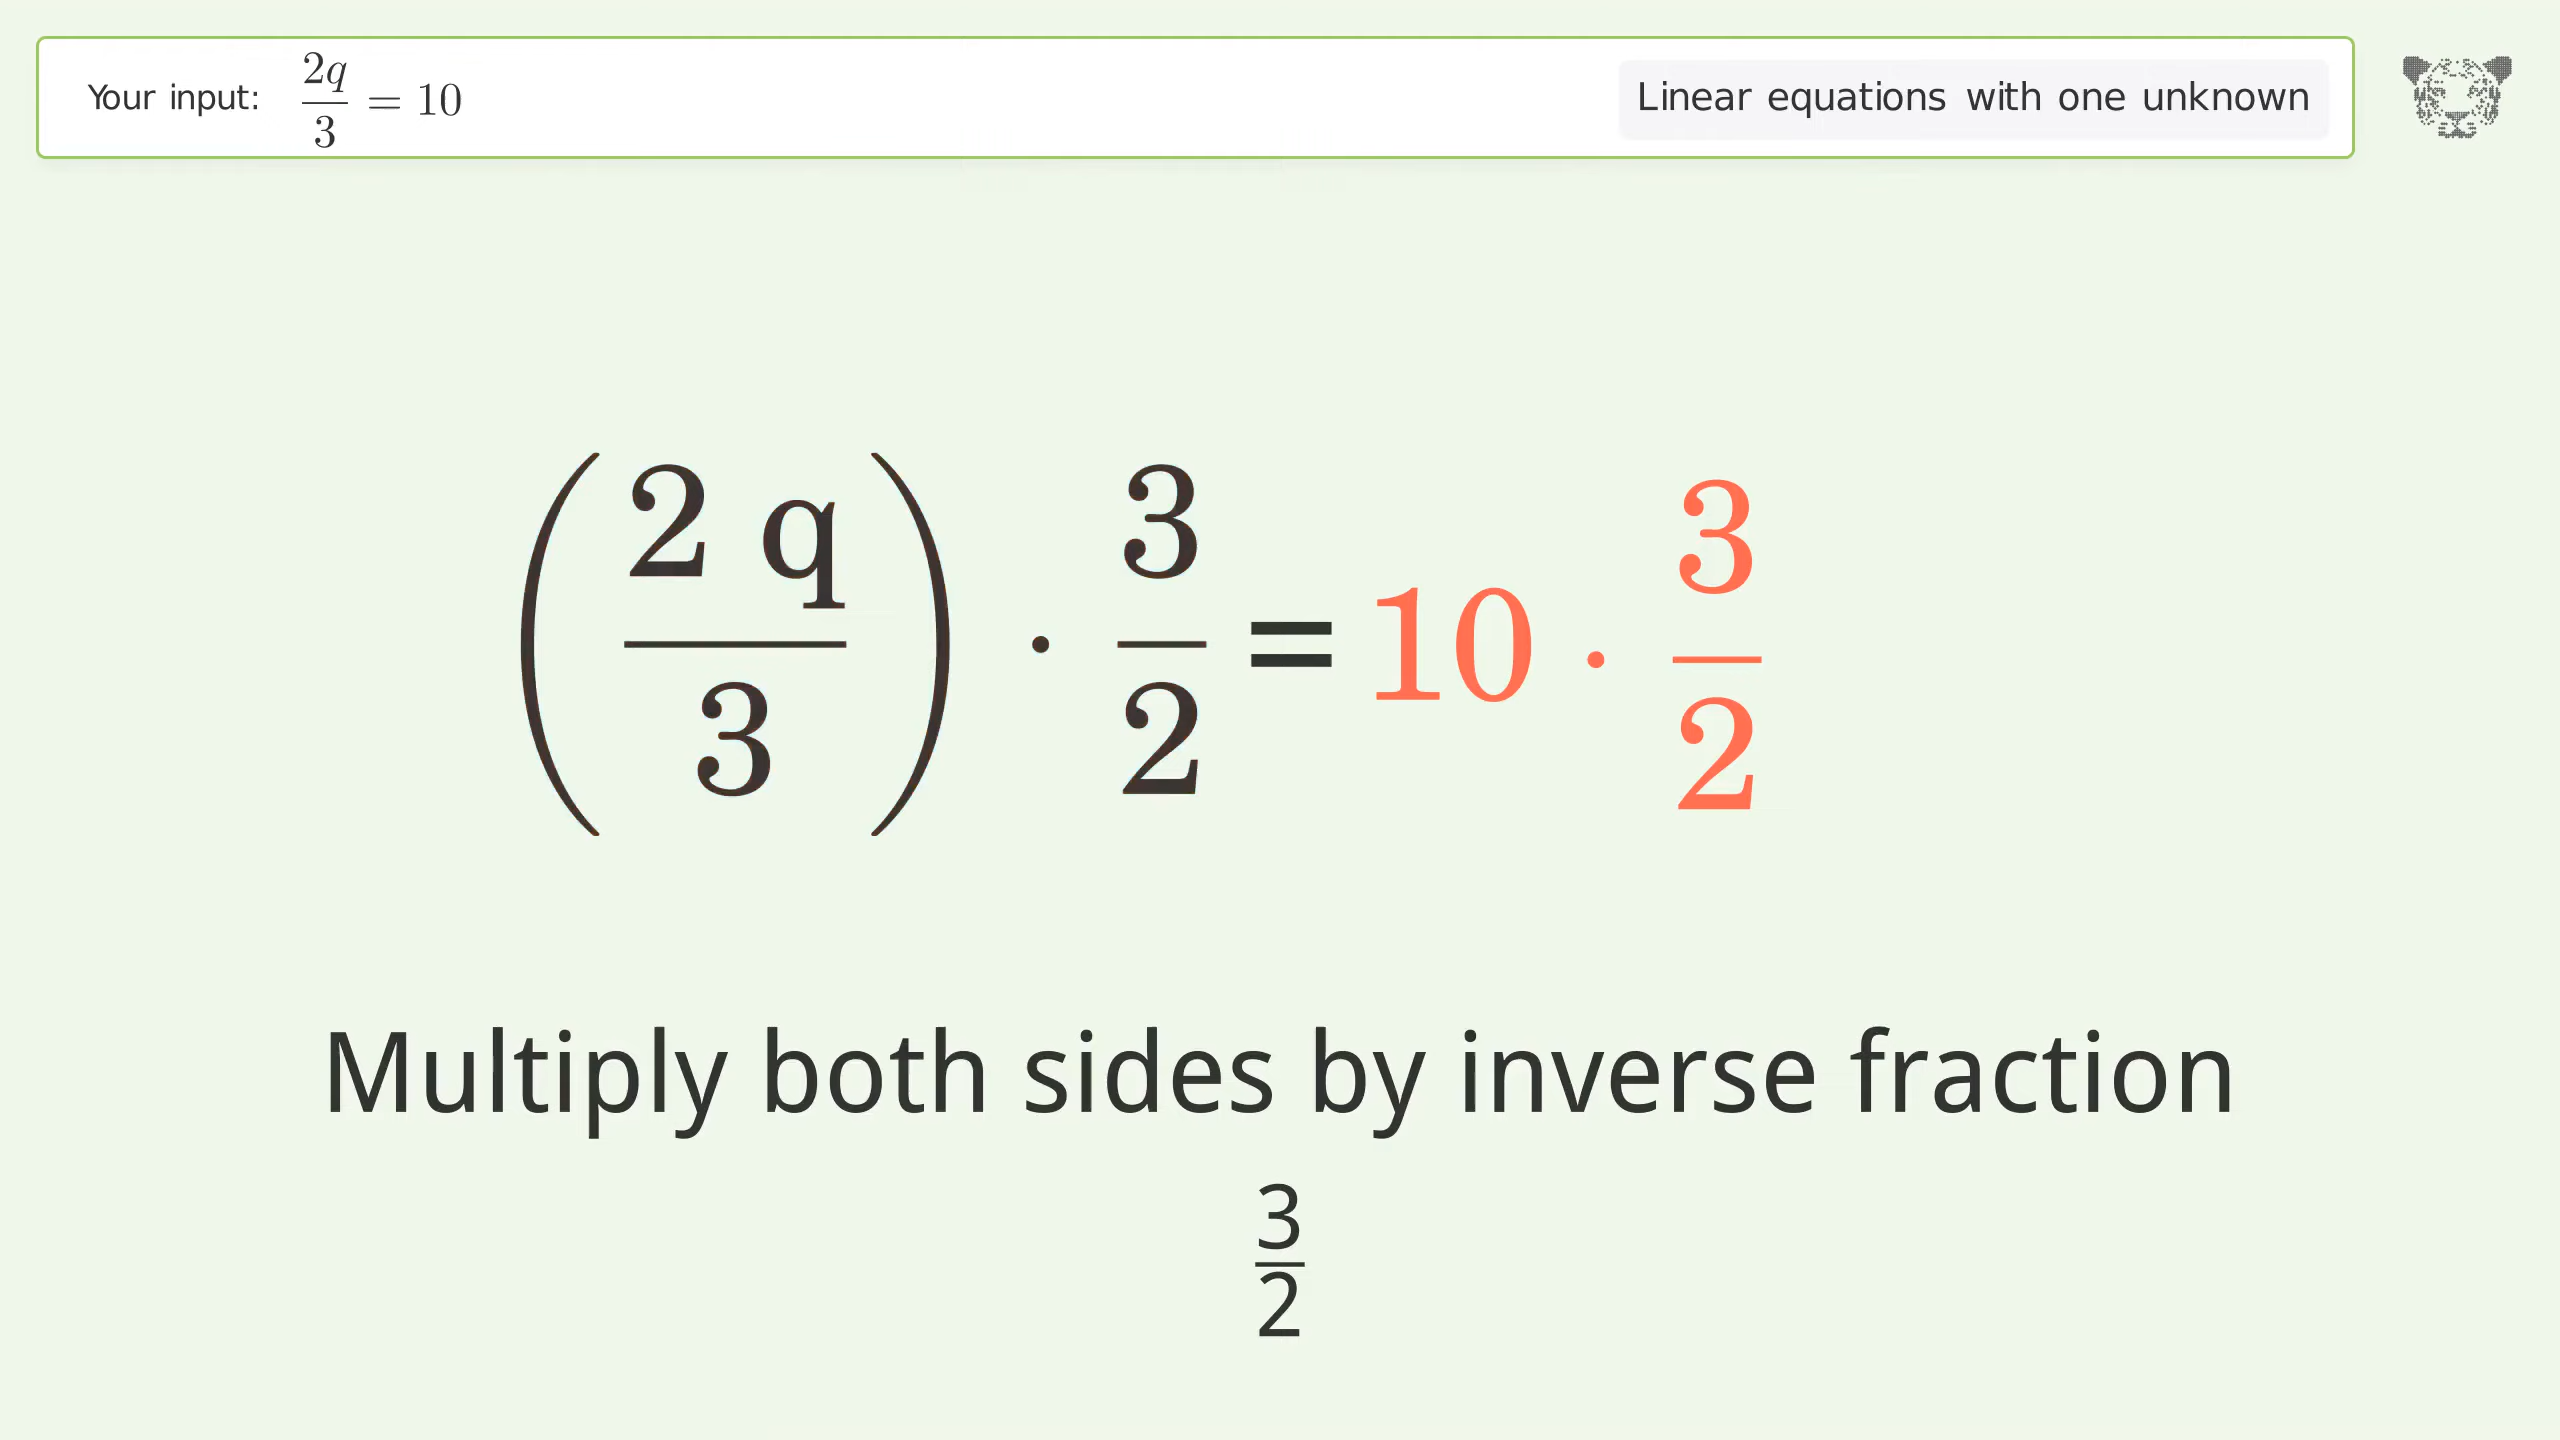 Your input: 2q/3 = 10
Linear equations with one unknown
(2 q/3) · 3/2 = 10 · 3/2
Multiply both sides by inverse fraction
3/2